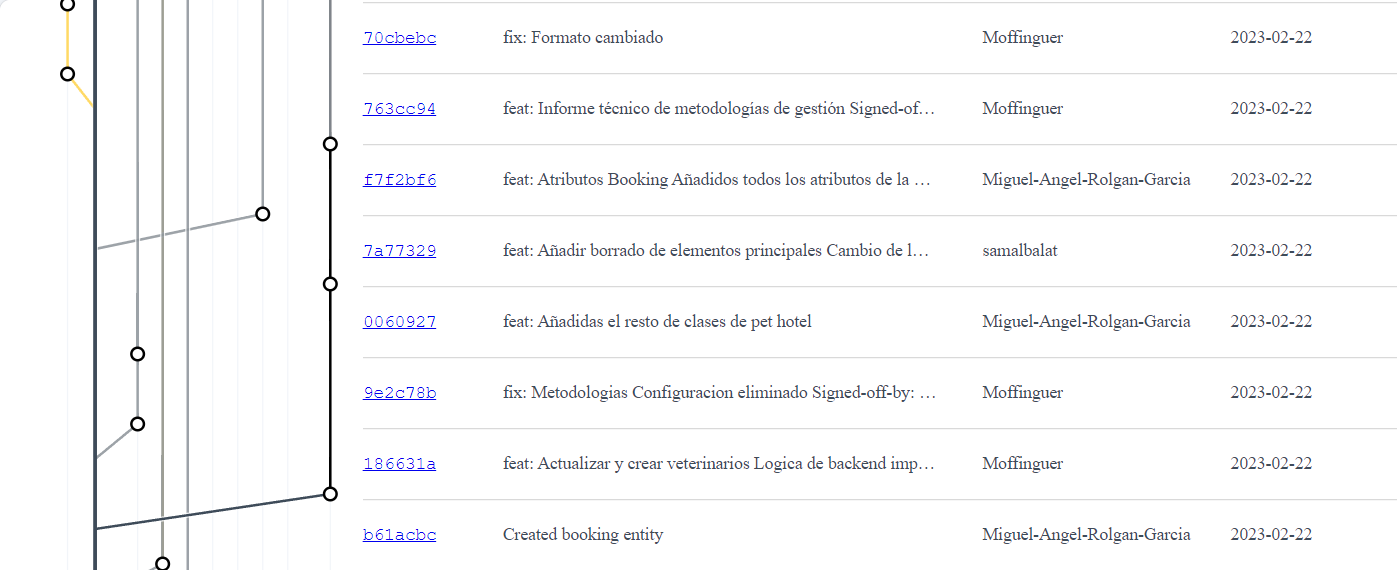 70cbebc fix: Formato cambiado Moffinguer 2023-02-22
763cc94 feat: Informe técnico de metodologías de gestión Signed-of… Moffinguer 2023-02-22
f7f2bf6 feat: Atributos Booking Añadidos todos los atributos de la … Miguel-Angel-Rolgan-Garcia 2023-02-22
7a77329 feat: Añadir borrado de elementos principales Cambio de l… samalbalat 2023-02-22
0060927 feat: Añadidas el resto de clases de pet hotel Miguel-Angel-Rolgan-Garcia 2023-02-22
9e2c78b fix: Metodologias Configuracion eliminado Signed-off-by: … Moffinguer 2023-02-22
186631a feat: Actualizar y crear veterinarios Logica de backend imp… Moffinguer 2023-02-22
b61acbc Created booking entity Miguel-Angel-Rolgan-Garcia 2023-02-22